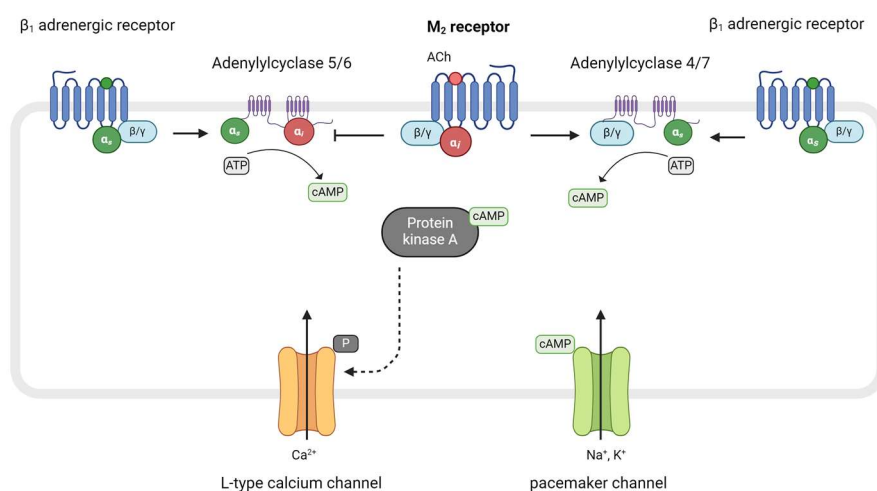 β₁ adrenergic receptor
M₂ receptor
β₁ adrenergic receptor
Adenylylcyclase 5/6
ACh
Adenylylcyclase 4/7
αₛ
β/γ
αₛ
αᵢ
β/γ
αᵢ
β/γ
αₛ
αₛ
β/γ
ATP
cAMP
ATP
cAMP
Protein
kinase A
cAMP
P
cAMP
Ca²⁺
Na⁺, K⁺
L-type calcium channel
pacemaker channel